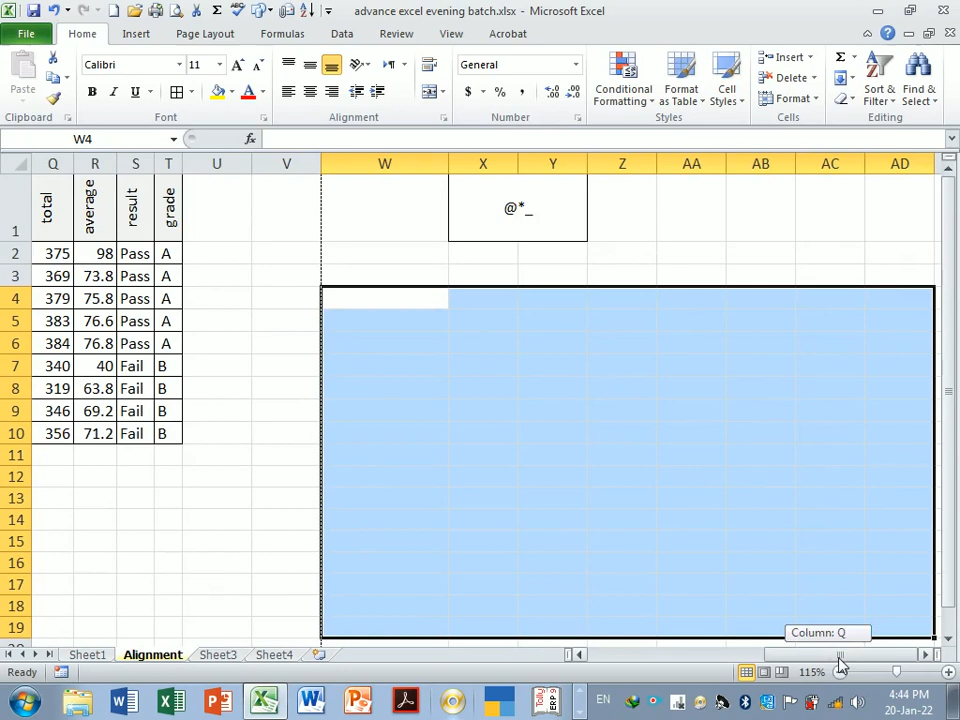 advance excel evening batch.xlsx - Microsoft Excel
File Home Insert Page Layout Formulas Data Review View Acrobat
Calibri 11 General
Paste Conditional Formatting Format as Table Cell Styles Insert Delete Format Sort & Filter Find & Select
Clipboard Font Alignment Number Styles Cells Editing
W4 fx
Q R S T U V W X Y Z AA AB AC AD
1 total average result grade @*_
2 375 98 Pass A
3 369 73.8 Pass A
4 379 75.8 Pass A
5 383 76.6 Pass A
6 384 76.8 Pass A
7 340 40 Fail B
8 319 63.8 Fail B
9 346 69.2 Fail B
10 356 71.2 Fail B
11
12
13
14
15
16
17
18
19
Column: Q
Sheet1 Alignment Sheet3 Sheet4
Ready 115%
EN 4:44 PM
20-Jan-22